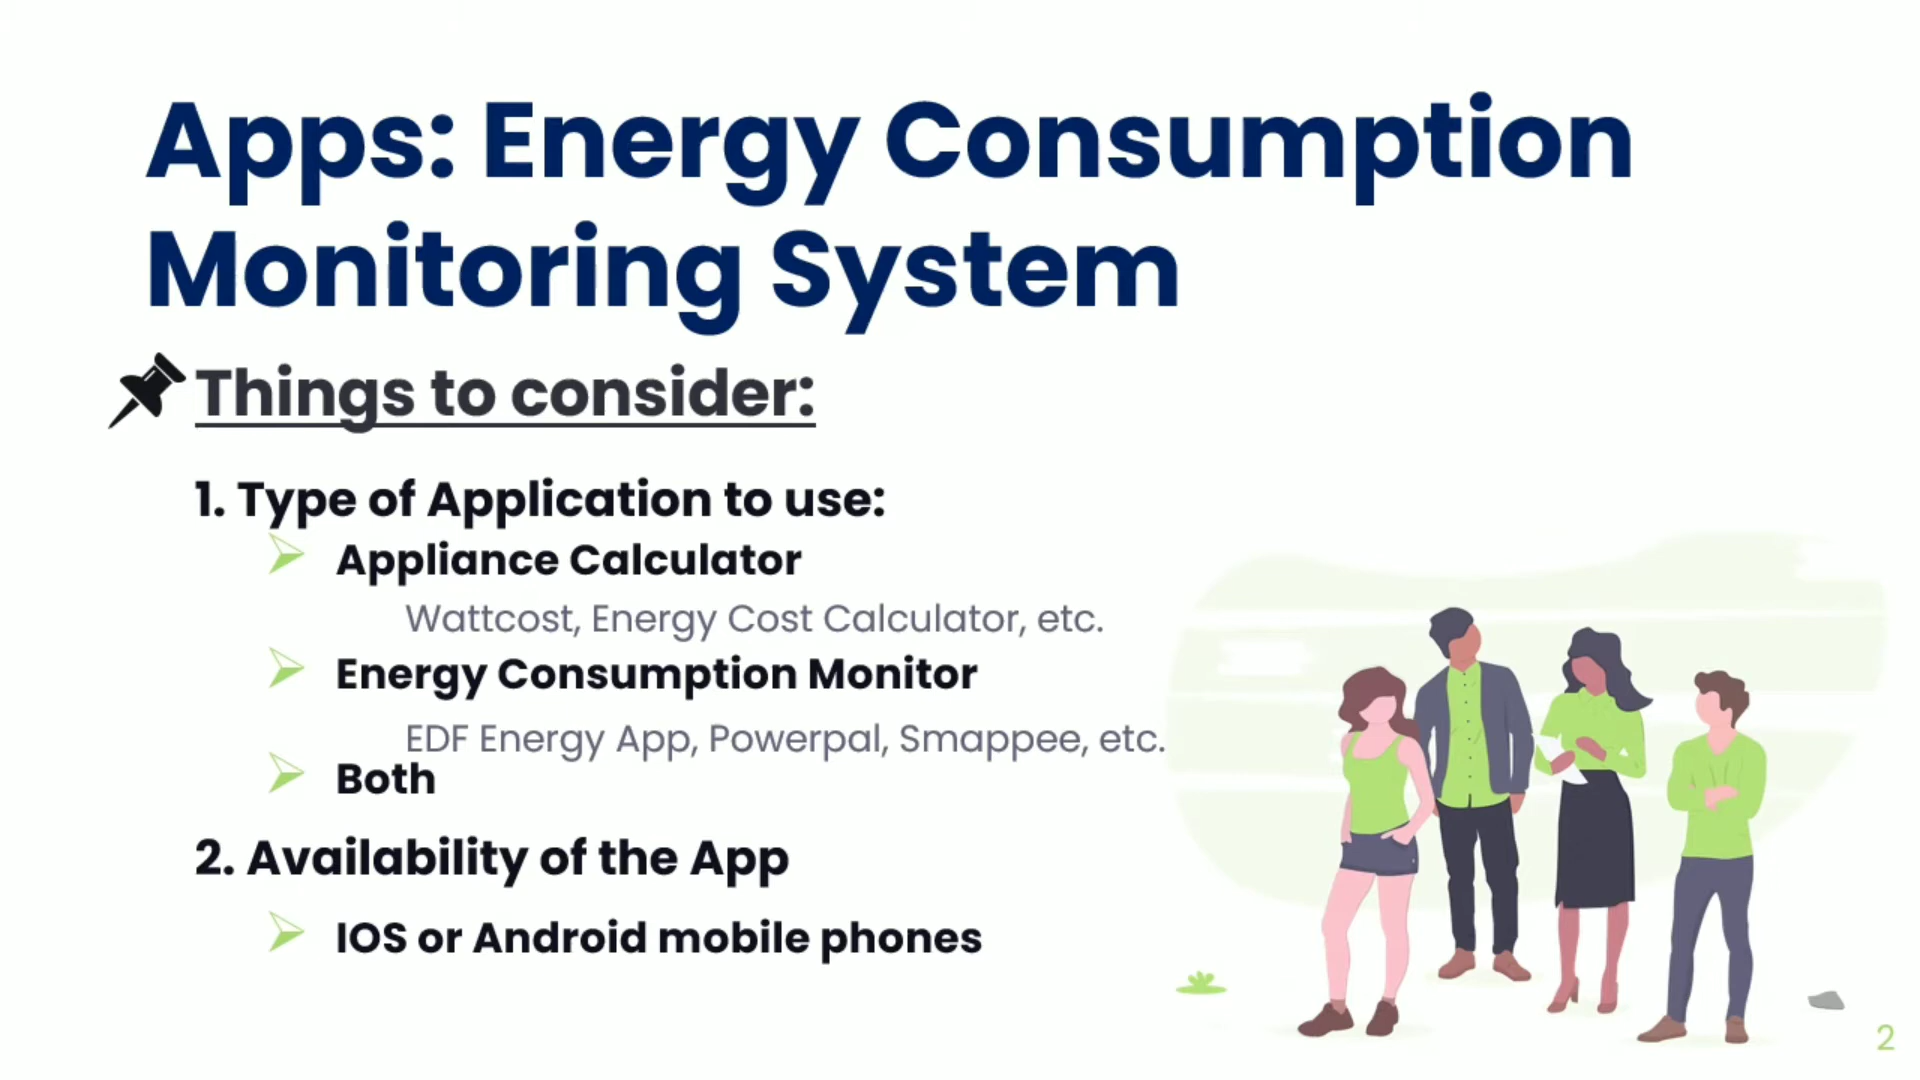 Apps: Energy Consumption
Monitoring System
Things to consider:
1. Type of Application to use:
Appliance Calculator
Wattcost, Energy Cost Calculator, etc.
Energy Consumption Monitor
EDF Energy App, Powerpal, Smappee, etc.
Both
2. Availability of the App
IOS or Android mobile phones
2